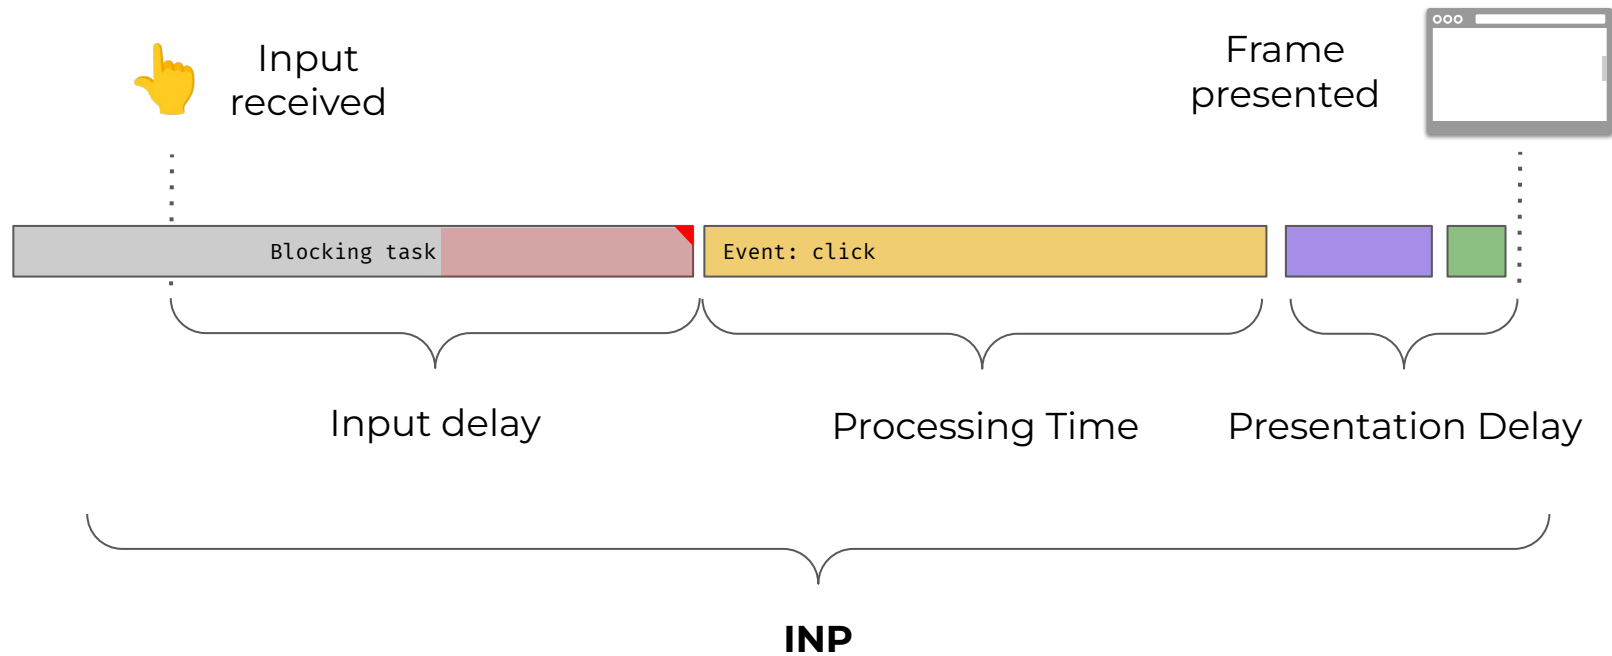 Input
received
Frame
presented
Blocking task
Event: click
Input delay
Processing Time
Presentation Delay
INP